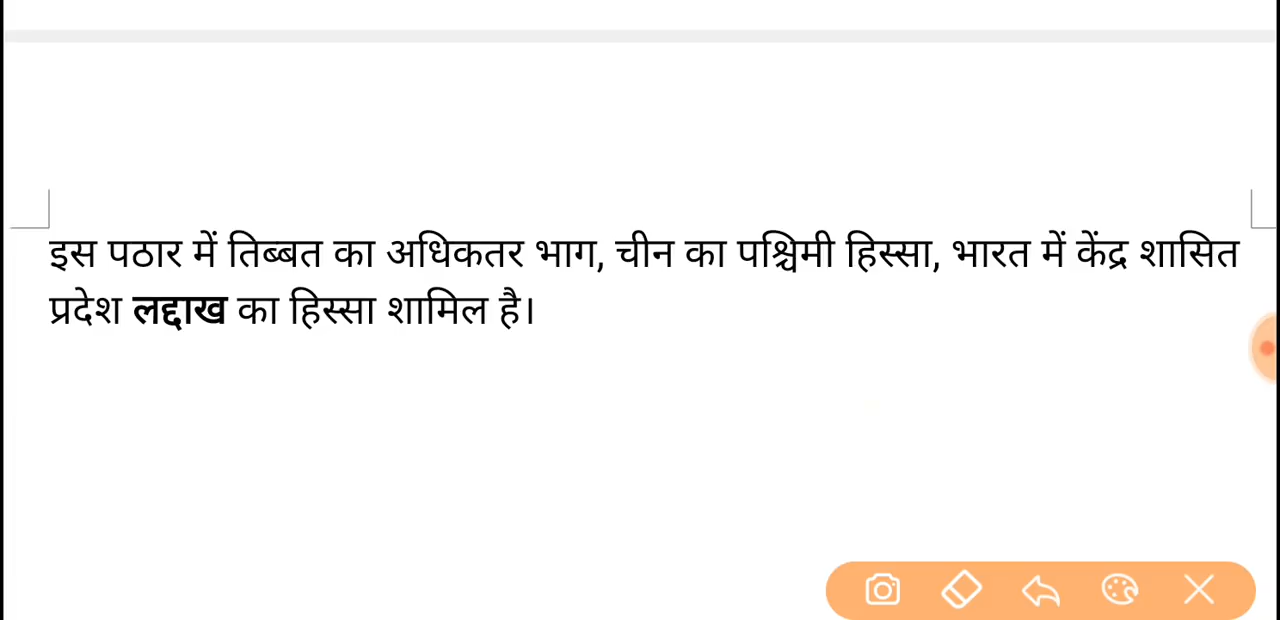 इस पठार में तिब्बत का अधिकतर भाग, चीन का पश्चिमी हिस्सा, भारत में केंद्र शासित
प्रदेश लद्दाख का हिस्सा शामिल है।